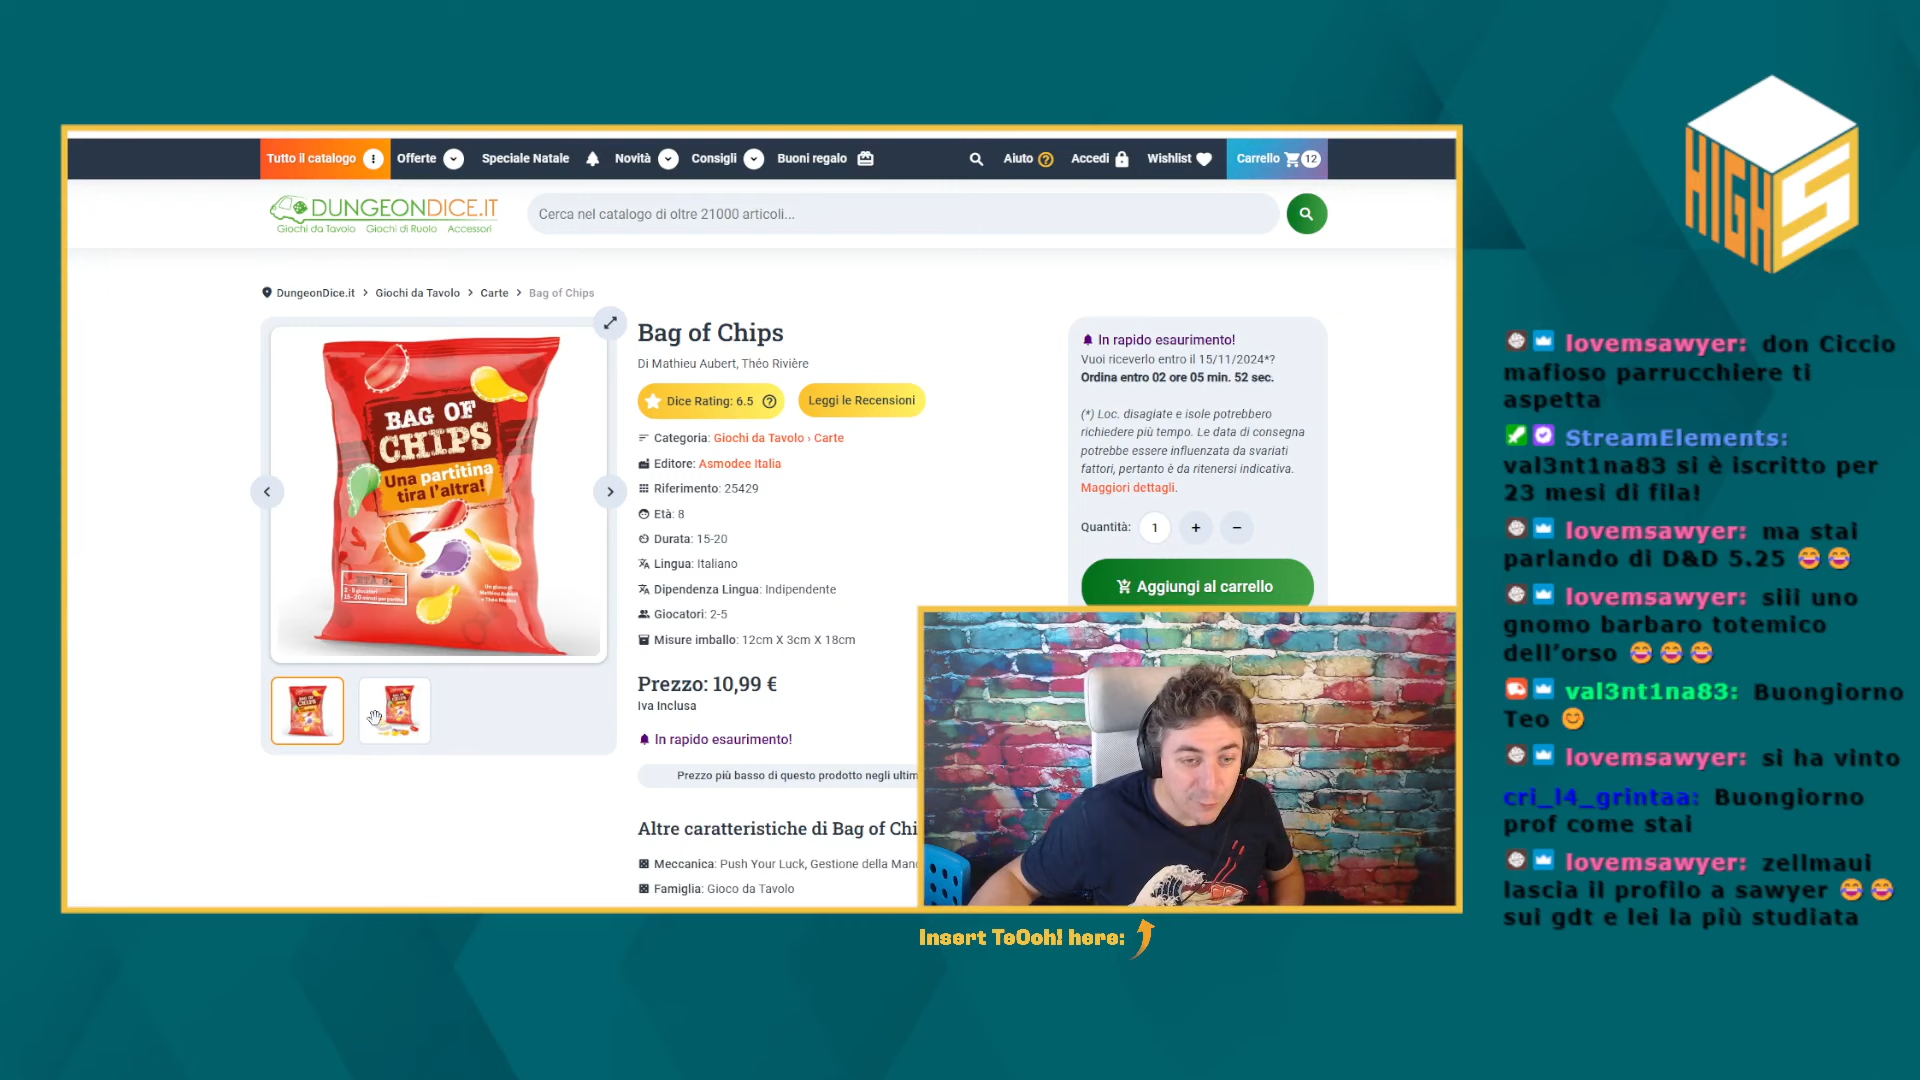 Tutto il catalogo
Offerte
Speciale Natale
Novità
Consigli
Buoni regalo
Aiuto
Accedi
Wishlist
Carrello 12
DUNGEONDICE.IT
Giochi da Tavolo Giochi di Ruolo Accessori
Cerca nel catalogo di oltre 21000 articoli...
DungeonDice.it > Giochi da Tavolo > Carte > Bag of Chips
BAG OF
CHIPS
Una partitina
tira l'altra!
Bag of Chips
Di Mathieu Aubert, Théo Rivière
Dice Rating: 6.5
Leggi le Recensioni
Categoria: Giochi da Tavolo › Carte
Editore: Asmodee Italia
Riferimento: 25429
Età: 8
Durata: 15-20
Lingua: Italiano
Dipendenza Lingua: Indipendente
Giocatori: 2-5
Misure imballo: 12cm X 3cm X 18cm
Prezzo: 10,99 €
Iva Inclusa
In rapido esaurimento!
Prezzo più basso di questo prodotto negli ultim
Altre caratteristiche di Bag of Chi
Meccanica: Push Your Luck, Gestione della Mano
Famiglia: Gioco da Tavolo
In rapido esaurimento!
Vuoi riceverlo entro il 15/11/2024*?
Ordina entro 02 ore 05 min. 52 sec.
(*) Loc. disagiate e isole potrebbero
richiedere più tempo. Le data di consegna
potrebbe essere influenzata da svariati
fattori, pertanto è da ritenersi indicativa.
Maggiori dettagli.
Quantità: 1 + −
Aggiungi al carrello
Insert TeOoh! here:
HIGH5
lovemsawyer: don Ciccio
mafioso parrucchiere ti
aspetta
StreamElements:
val3nt1na83 si è iscritto per
23 mesi di fila!
lovemsawyer: ma stai
parlando di D&D 5.25 😂😂
lovemsawyer: siii uno
gnomo barbaro totemico
dell'orso 😂😂😂
val3nt1na83: Buongiorno
Teo 😊
lovemsawyer: si ha vinto
cri_l4_grintaa: Buongiorno
prof come stai
lovemsawyer: zellmaui
lascia il profilo a sawyer 😂😂
sui gdt e lei la più studiata